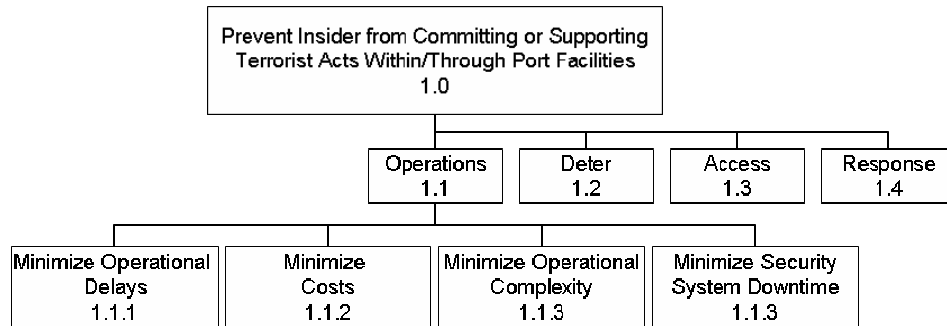 Prevent Insider from Committing or Supporting
Terrorist Acts Within/Through Port Facilities
1.0
Operations
1.1
Deter
1.2
Access
1.3
Response
1.4
Minimize Operational
Delays
1.1.1
Minimize
Costs
1.1.2
Minimize Operational
Complexity
1.1.3
Minimize Security
System Downtime
1.1.3